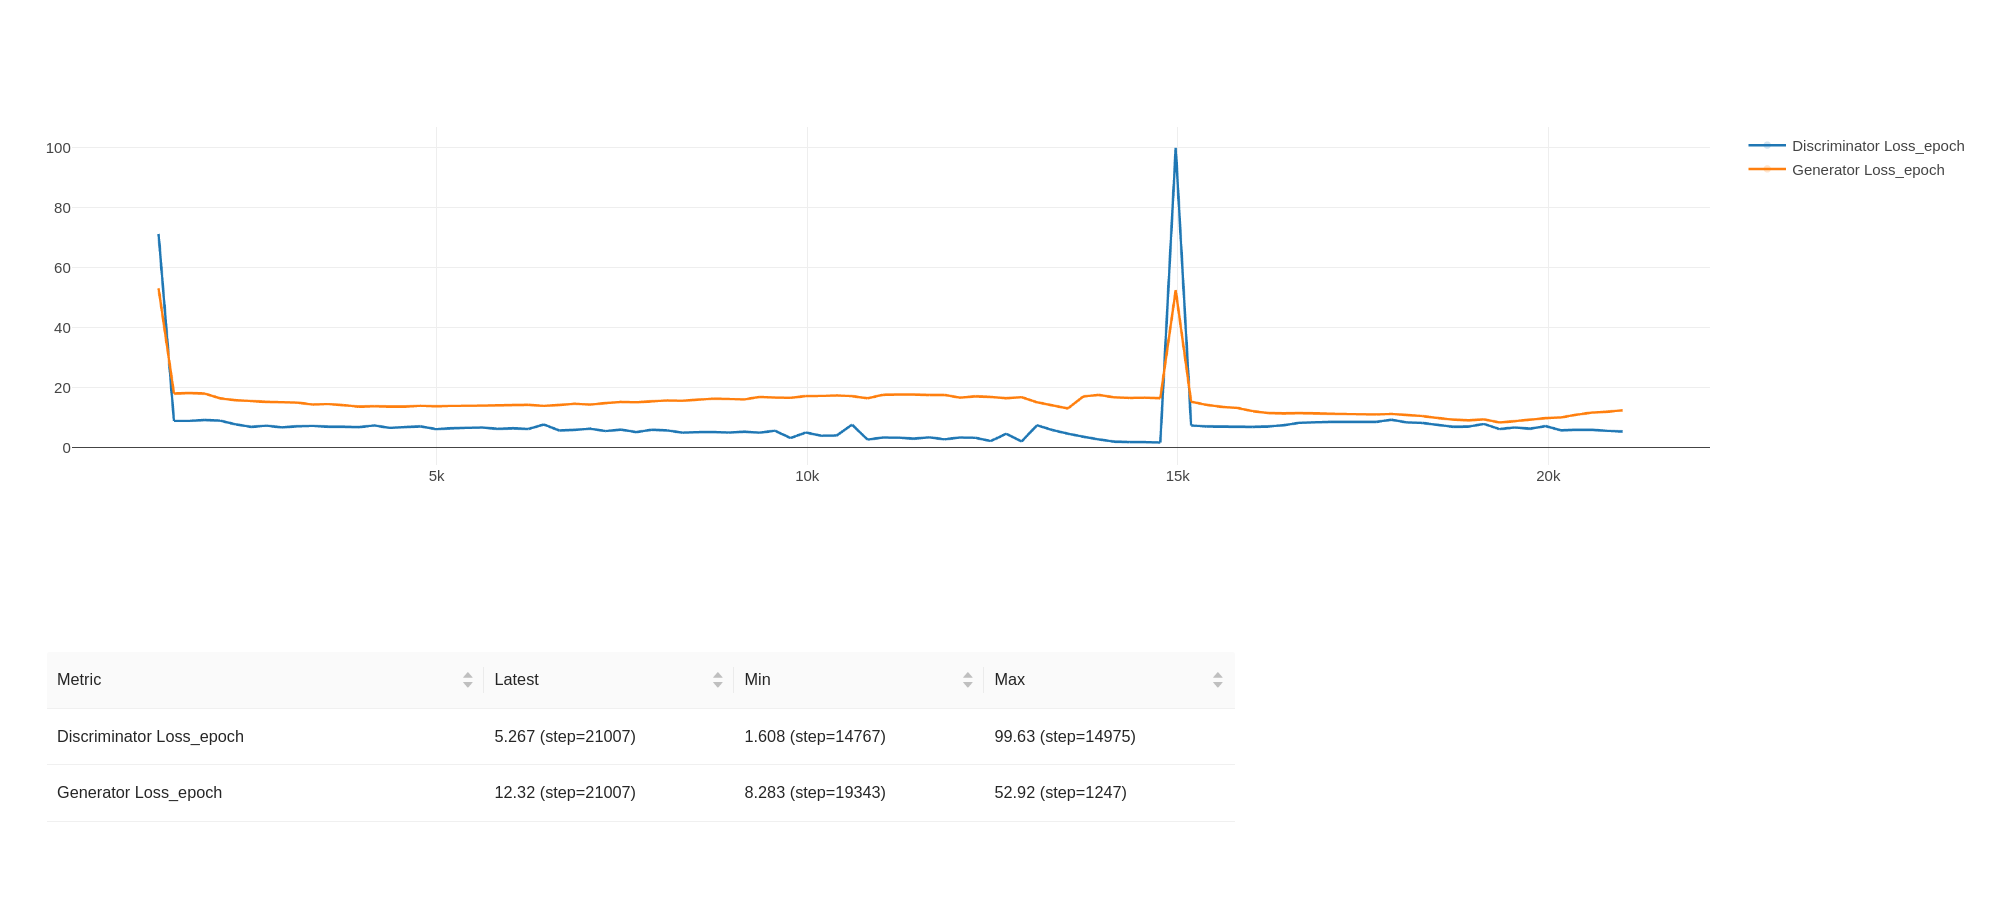 100
80
60
40
20
0
5k
10k
15k
20k
Discriminator Loss_epoch
Generator Loss_epoch
Metric Latest Min Max
Discriminator Loss_epoch 5.267 (step=21007) 1.608 (step=14767) 99.63 (step=14975)
Generator Loss_epoch 12.32 (step=21007) 8.283 (step=19343) 52.92 (step=1247)